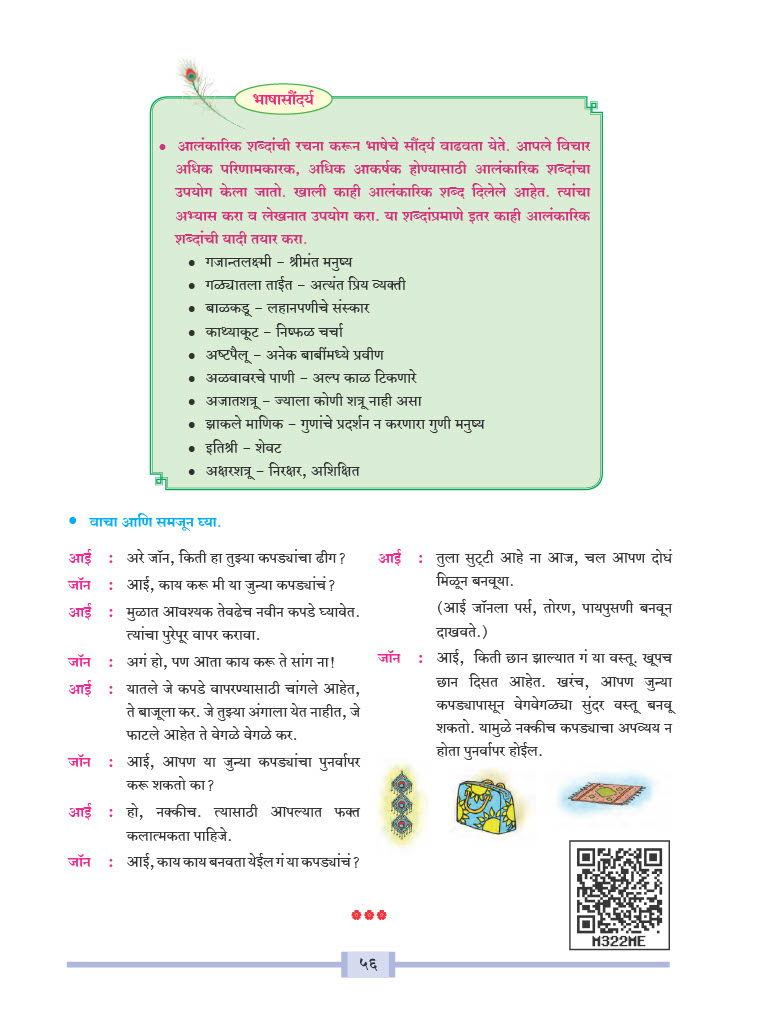 भाषासौंदर्य
• आलंकारिक शब्दांची रचना करून भाषेचे सौंदर्य वाढवता येते. आपले विचार
अधिक परिणामकारक, अधिक आकर्षक होण्यासाठी आलंकारिक शब्दांचा
उपयोग केला जातो. खाली काही आलंकारिक शब्द दिलेले आहेत. त्यांचा
अभ्यास करा व लेखनात उपयोग करा. या शब्दांप्रमाणे इतर काही आलंकारिक
शब्दांची यादी तयार करा.
• गजान्तलक्ष्मी – श्रीमंत मनुष्य
• गळ्यातला ताईत – अत्यंत प्रिय व्यक्ती
• बाळकडू – लहानपणीचे संस्कार
• काथ्याकूट – निष्फळ चर्चा
• अष्टपैलू – अनेक बाबींमध्ये प्रवीण
• अळवावरचे पाणी – अल्प काळ टिकणारे
• अजातशत्रू – ज्याला कोणी शत्रू नाही असा
• झाकले माणिक – गुणांचे प्रदर्शन न करणारा गुणी मनुष्य
• इतिश्री – शेवट
• अक्षरशत्रू – निरक्षर, अशिक्षित
• वाचा आणि समजून घ्या.
आई : अरे जॉन, किती हा तुझ्या कपड्यांचा ढीग?
जॉन : आई, काय करू मी या जुन्या कपड्यांचं?
आई : मुळात आवश्यक तेवढेच नवीन कपडे घ्यावेत.
त्यांचा पुरेपूर वापर करावा.
जॉन : अगं हो, पण आता काय करू ते सांग ना!
आई : यातले जे कपडे वापरण्यासाठी चांगले आहेत,
ते बाजूला कर. जे तुझ्या अंगाला येत नाहीत, जे
फाटले आहेत ते वेगळे वेगळे कर.
जॉन : आई, आपण या जुन्या कपड्यांचा पुनर्वापर
करू शकतो का?
आई : हो, नक्कीच. त्यासाठी आपल्यात फक्त
कलात्मकता पाहिजे.
जॉन : आई, काय काय बनवता येईल गं या कपड्यांचं?
आई : तुला सुट्टी आहे ना आज, चल आपण दोघं
मिळून बनवूया.
(आई जॉनला पर्स, तोरण, पायपुसणी बनवून
दाखवते.)
जॉन : आई, किती छान झाल्यात गं या वस्तू. खूपच
छान दिसत आहेत. खरंच, आपण जुन्या
कपड्यापासून वेगवेगळ्या सुंदर वस्तू बनवू
शकतो. यामुळे नक्कीच कपड्याचा अपव्यय न
होता पुनर्वापर होईल.
M322ME
५६